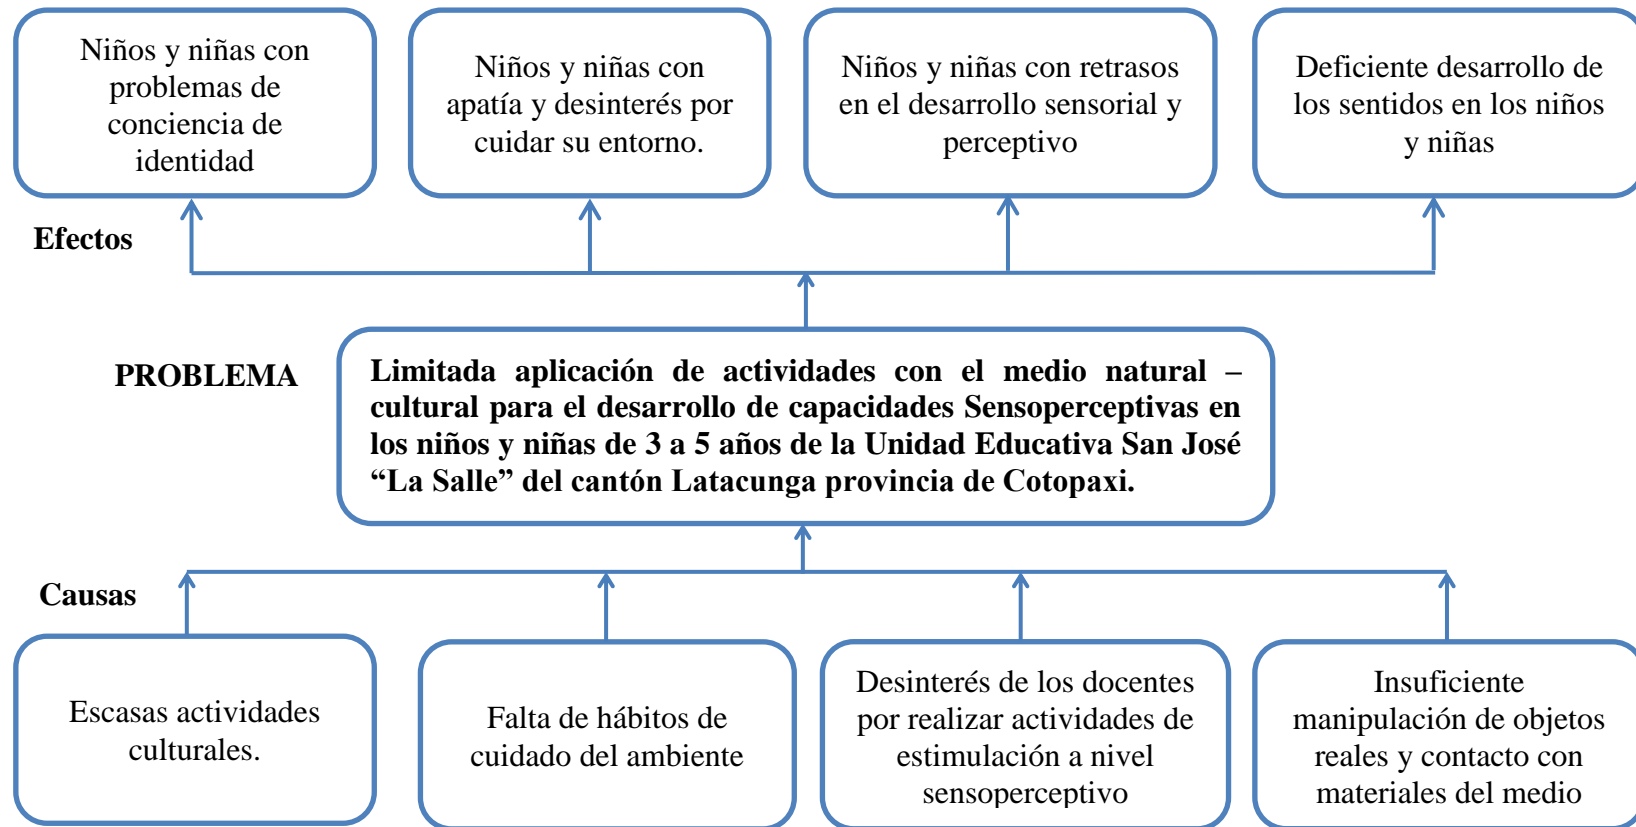 Niños y niñas con
problemas de
conciencia de
identidad
Niños y niñas con
apatía y desinterés por
cuidar su entorno.
Niños y niñas con retrasos
en el desarrollo sensorial y
perceptivo
Deficiente desarrollo de
los sentidos en los niños
y niñas
Efectos
PROBLEMA
Limitada aplicación de actividades con el medio natural –
cultural para el desarrollo de capacidades Sensoperceptivas en
los niños y niñas de 3 a 5 años de la Unidad Educativa San José
“La Salle” del cantón Latacunga provincia de Cotopaxi.
Causas
Escasas actividades
culturales.
Falta de hábitos de
cuidado del ambiente
Desinterés de los docentes
por realizar actividades de
estimulación a nivel
sensoperceptivo
Insuficiente
manipulación de objetos
reales y contacto con
materiales del medio